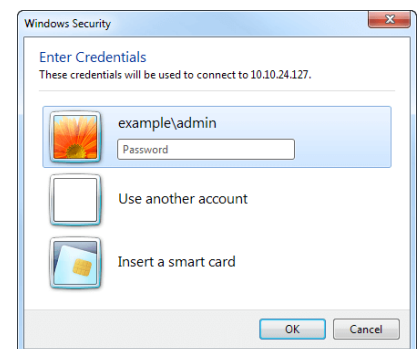 Windows Security
Enter Credentials
These credentials will be used to connect to 10.10.24.127.
example\admin
Password
Use another account
Insert a smart card
OK
Cancel